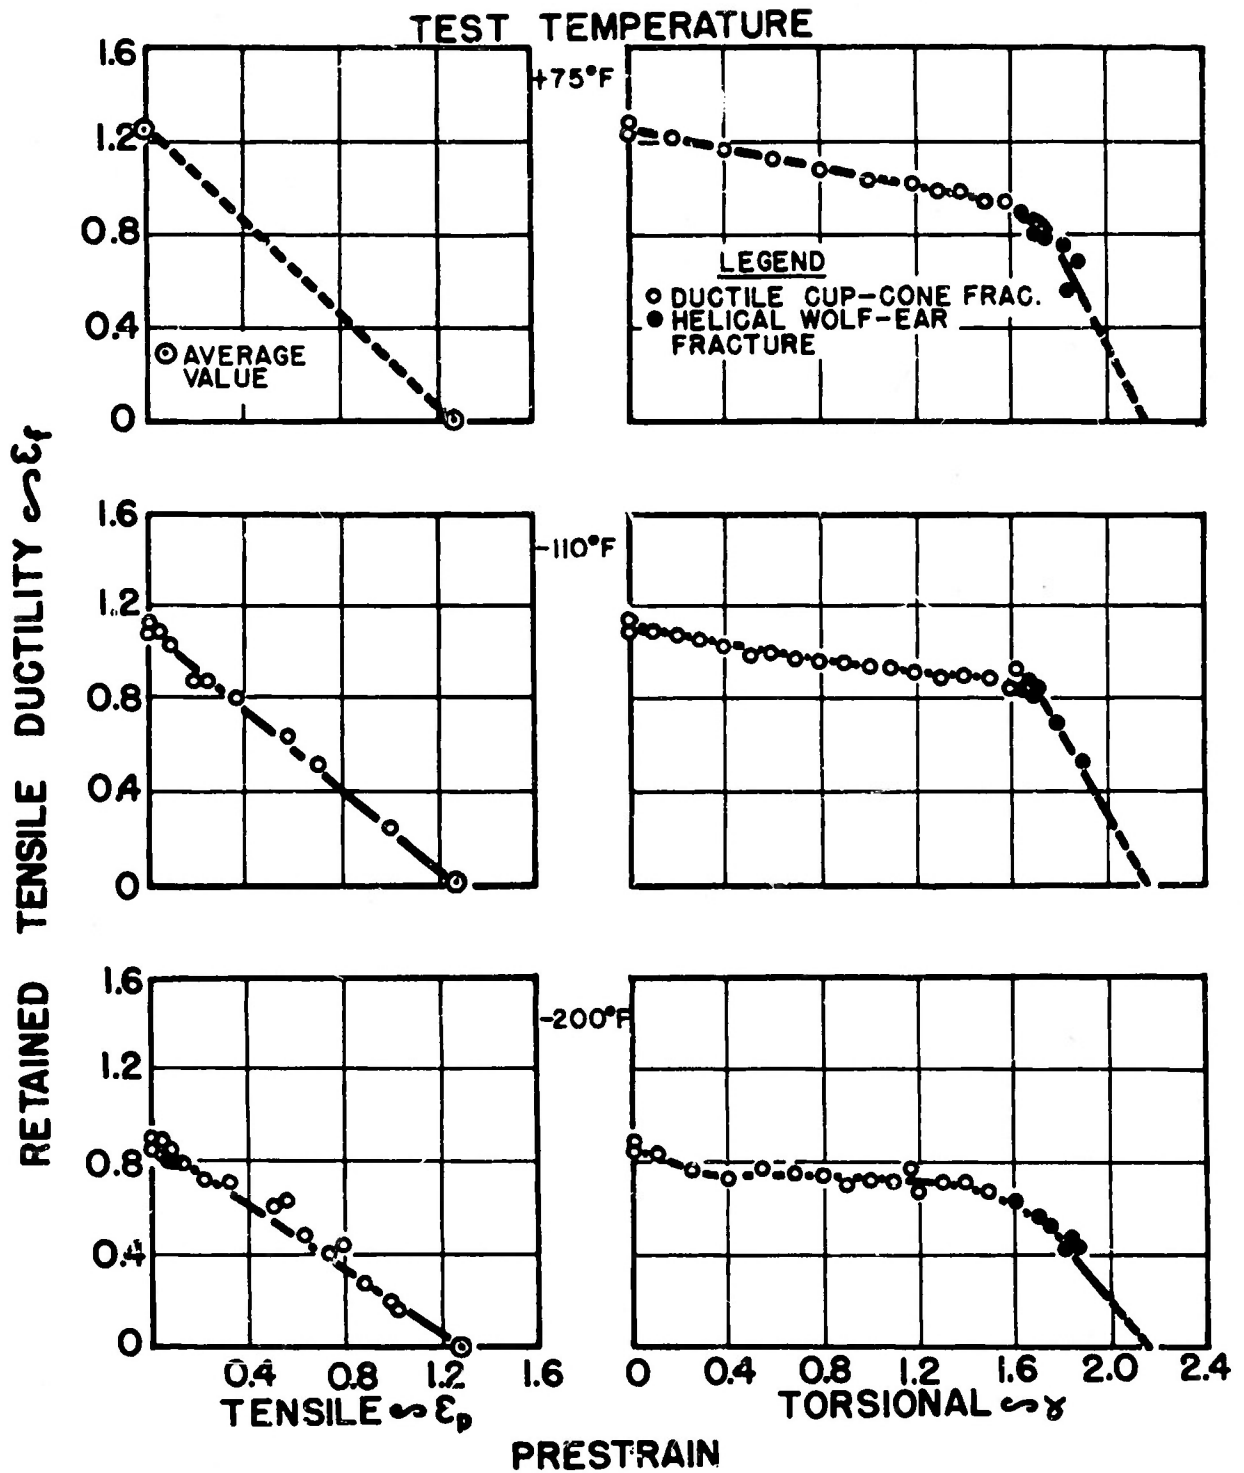 TEST TEMPERATURE
+75°F
1.6
1.2
0.8
0.4
0
⊙ AVERAGE
VALUE
LEGEND
○ DUCTILE CUP-CONE FRAC.
● HELICAL WOLF-EAR
FRACTURE
-110°F
1.6
1.2
0.8
0.4
0
-200°F
1.6
1.2
0.8
0.4
0
RETAINED TENSILE DUCTILITY ∽ εf
0.4 0.8 1.2 1.6
TENSILE ∽ εp
0 0.4 0.8 1.2 1.6 2.0 2.4
TORSIONAL ∽ γ
PRESTRAIN